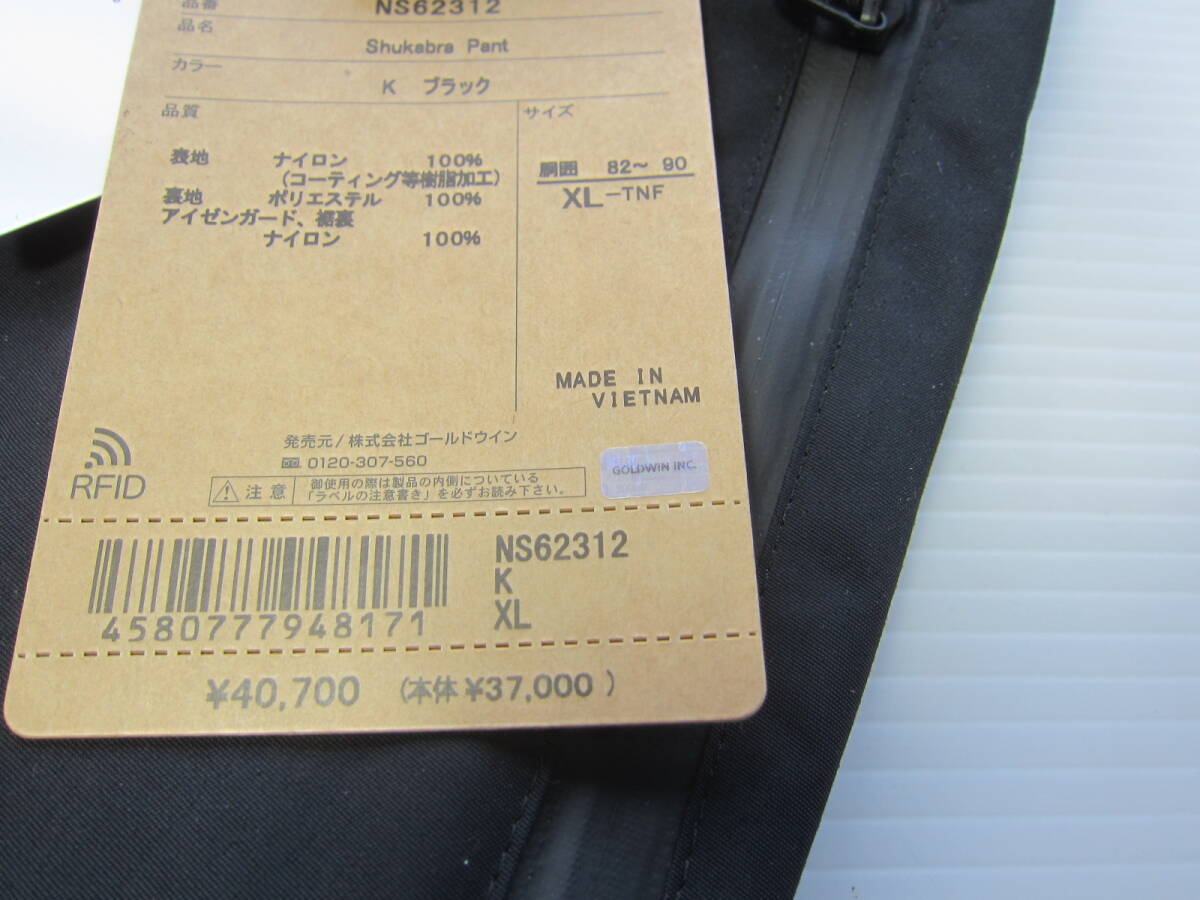 品番 NS62312
品名
Shukabra Pant
カラー
K ブラック
品質
サイズ
表地 ナイロン 100%
(コーティング等樹脂加工)
裏地 ポリエステル 100%
アイゼンガード、裾裏
ナイロン 100%
胴囲 82~ 90
XL-TNF
MADE IN
VIETNAM
発売元/株式会社ゴールドウイン
0120-307-560
RFID
注意
御使用の際は製品の内側についている
「ラベルの注意書き」を必ずお読み下さい。
GOLDWIN INC.
4580777948171
NS62312
K
XL
¥40,700 (本体¥37,000 )